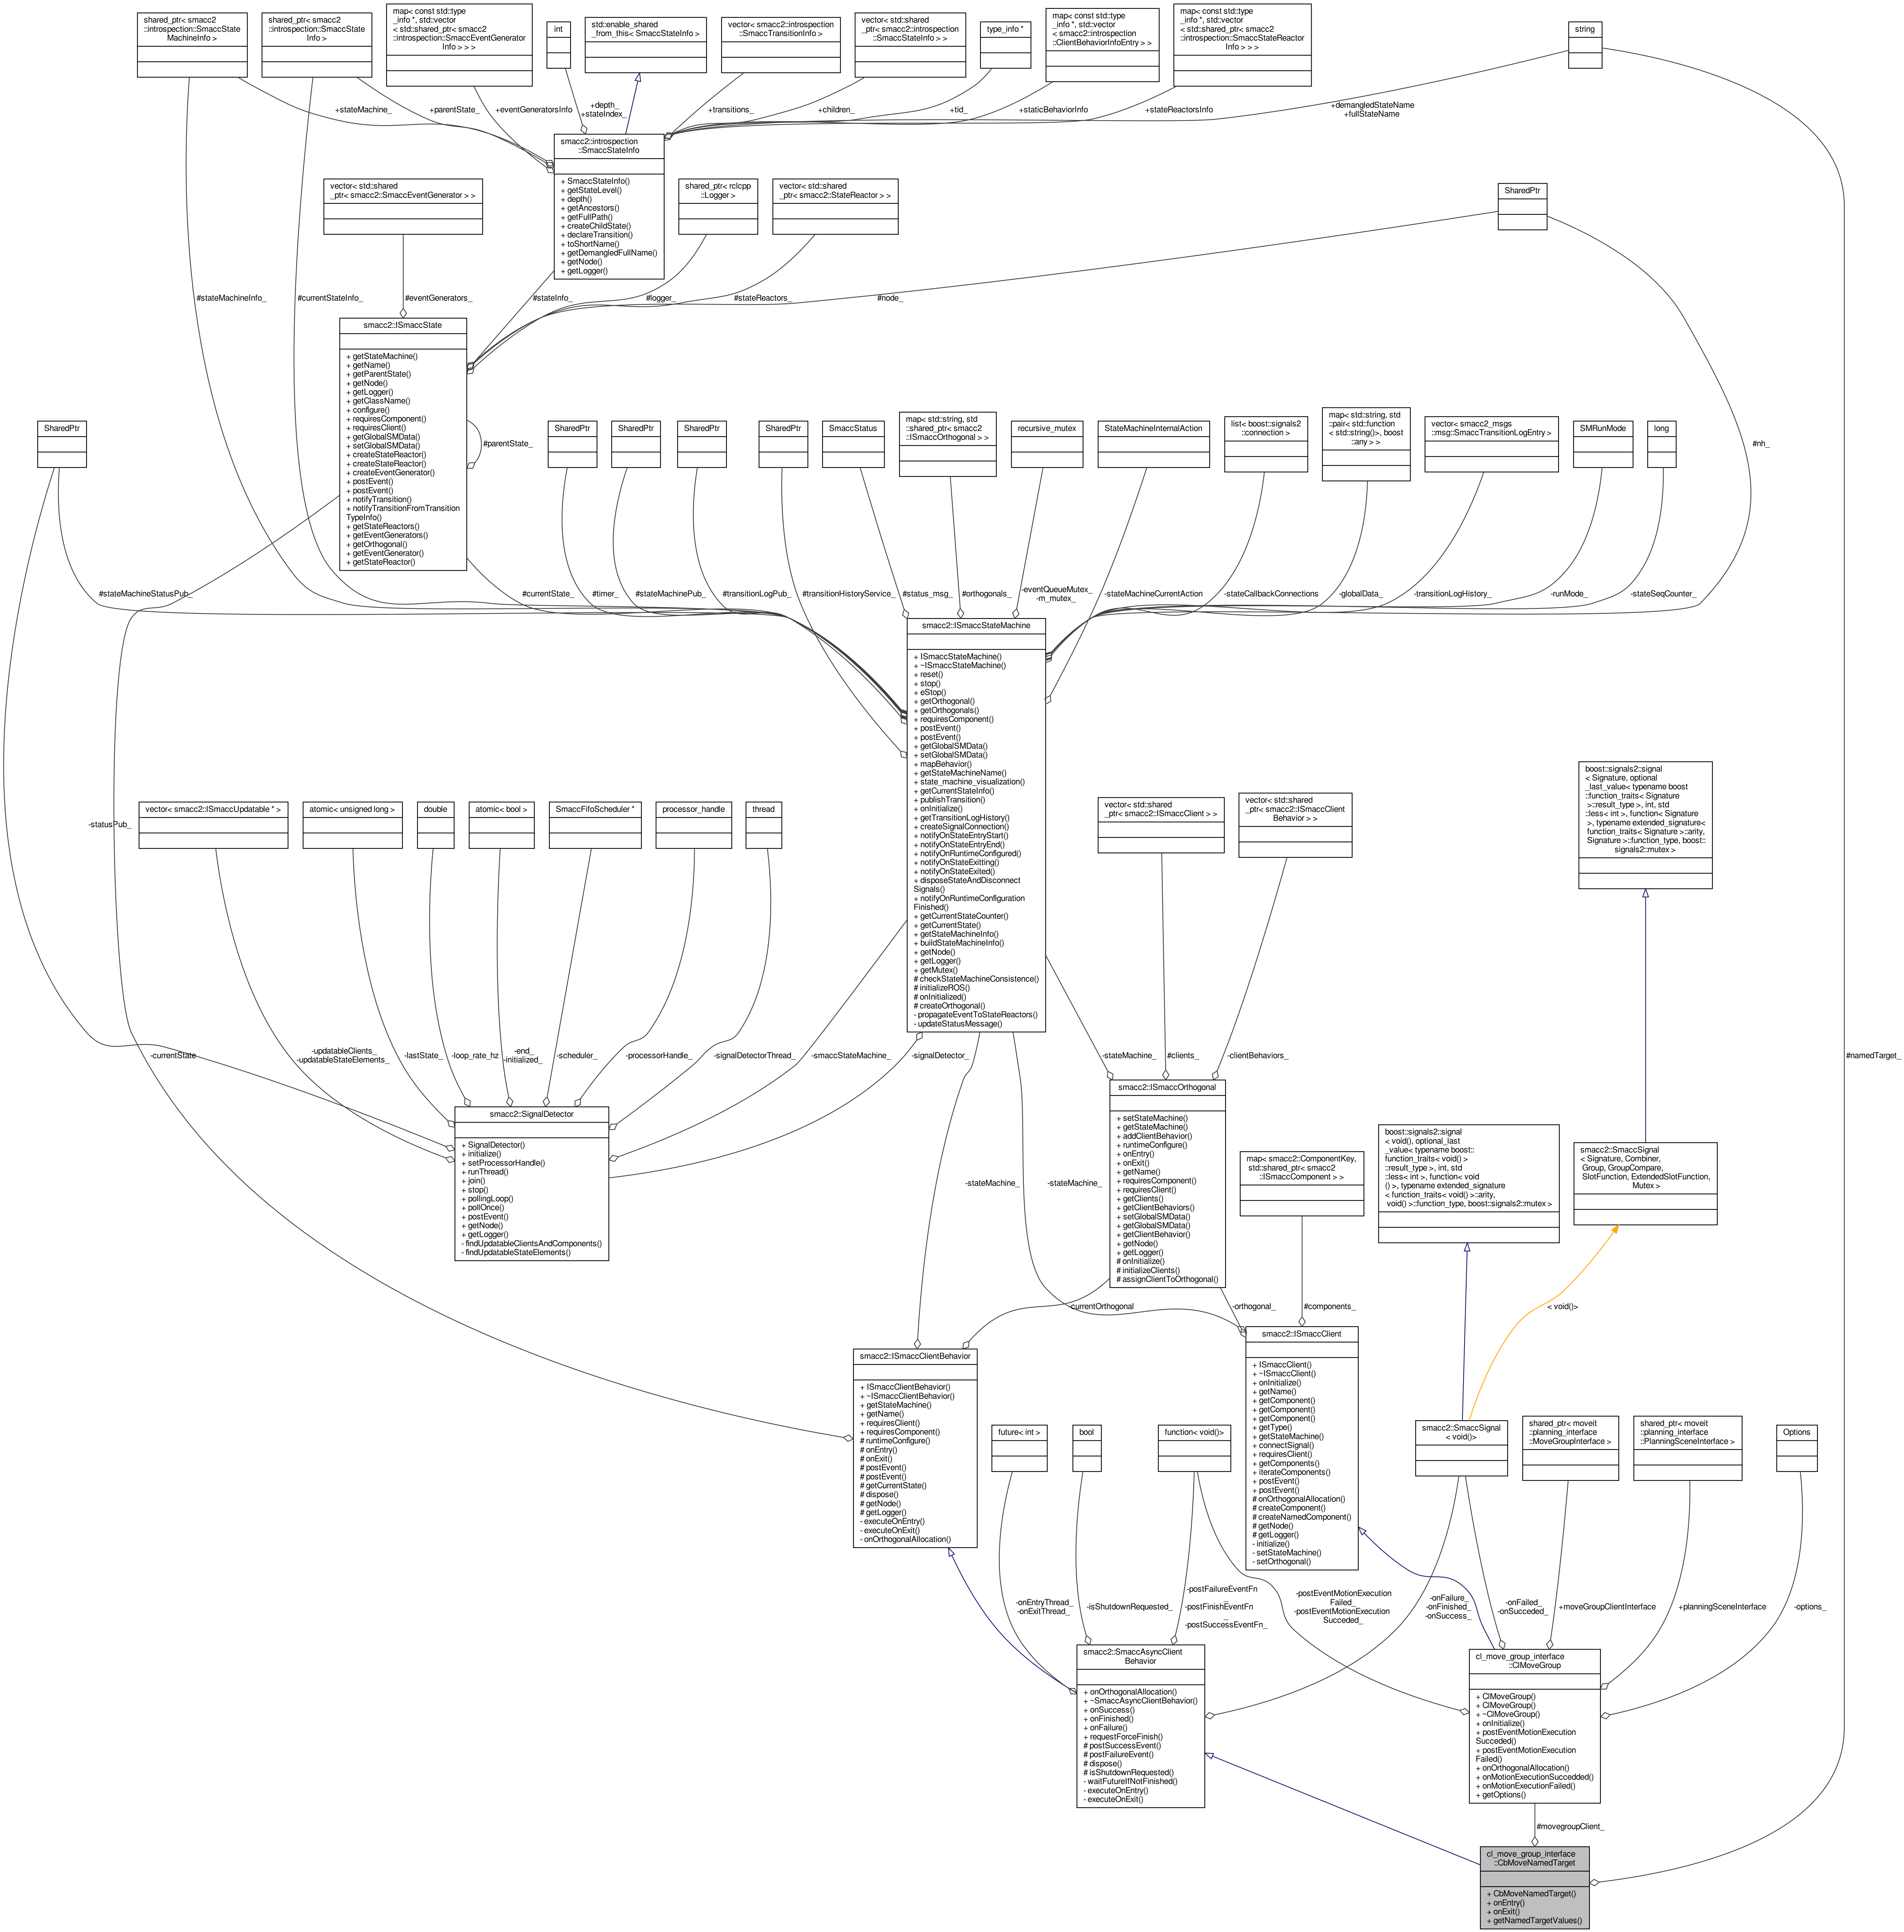 shared_ptr< smacc2
::introspection::SmaccState
MachineInfo >
shared_ptr< smacc2
::introspection::SmaccState
Info >
map< const std::type
_info *, std::vector
< std::shared_ptr< smacc2
::introspection::SmaccEventGenerator
Info > > >
int
std::enable_shared
_from_this< SmaccStateInfo >
vector< smacc2::introspection
::SmaccTransitionInfo >
vector< std::shared
_ptr< smacc2::introspection
::SmaccStateInfo > >
type_info *
map< const std::type
_info *, std::vector
< smacc2::introspection
::ClientBehaviorInfoEntry > >
map< const std::type
_info *, std::vector
< std::shared_ptr< smacc2
::introspection::SmaccStateReactor
Info > > >
string
+stateMachine_
+parentState_
+eventGeneratorsInfo
+depth_
+stateIndex_
+transitions_
+children_
+tid_
+staticBehaviorInfo
+stateReactorsInfo
+demangledStateName
+fullStateName
smacc2::introspection
::SmaccStateInfo
+ SmaccStateInfo()
+ getStateLevel()
+ depth()
+ getAncestors()
+ getFullPath()
+ createChildState()
+ declareTransition()
+ toShortName()
+ getDemangledFullName()
+ getNode()
+ getLogger()
vector< std::shared
_ptr< smacc2::SmaccEventGenerator > >
shared_ptr< rclcpp
::Logger >
vector< std::shared
_ptr< smacc2::StateReactor > >
SharedPtr
#stateMachineInfo_
#currentStateInfo_
#eventGenerators_
#stateInfo_
#logger_
#stateReactors_
#node_
smacc2::ISmaccState
+ getStateMachine()
+ getName()
+ getParentState()
+ getNode()
+ getLogger()
+ getClassName()
+ configure()
+ requiresComponent()
+ requiresClient()
+ getGlobalSMData()
+ setGlobalSMData()
+ createStateReactor()
+ createStateReactor()
+ createEventGenerator()
+ postEvent()
+ postEvent()
+ notifyTransition()
+ notifyTransitionFromTransition
TypeInfo()
+ getStateReactors()
+ getEventGenerators()
+ getOrthogonal()
+ getEventGenerator()
+ getStateReactor()
#parentState_
#nh_
SharedPtr
SharedPtr
SharedPtr
SharedPtr
SharedPtr
SmaccStatus
map< std::string, std
::shared_ptr< smacc2
::ISmaccOrthogonal > >
recursive_mutex
StateMachineInternalAction
list< boost::signals2
::connection >
map< std::string, std
::pair< std::function
< std::string()>, boost
::any > >
vector< smacc2_msgs
::msg::SmaccTransitionLogEntry >
SMRunMode
long
#stateMachineStatusPub_
#currentState_
#timer_
#stateMachinePub_
#transitionLogPub_
#transitionHistoryService_
#status_msg_
#orthogonals_
-eventQueueMutex_
-m_mutex_
-stateMachineCurrentAction
-stateCallbackConnections
-globalData_
-transitionLogHistory_
-runMode_
-stateSeqCounter_
smacc2::ISmaccStateMachine
+ ISmaccStateMachine()
+ ~ISmaccStateMachine()
+ reset()
+ stop()
+ eStop()
+ getOrthogonal()
+ getOrthogonals()
+ requiresComponent()
+ postEvent()
+ postEvent()
+ getGlobalSMData()
+ setGlobalSMData()
+ mapBehavior()
+ getStateMachineName()
+ state_machine_visualization()
+ getCurrentStateInfo()
+ publishTransition()
+ onInitialize()
+ getTransitionLogHistory()
+ createSignalConnection()
+ notifyOnStateEntryStart()
+ notifyOnStateEntryEnd()
+ notifyOnRuntimeConfigured()
+ notifyOnStateExitting()
+ notifyOnStateExited()
+ disposeStateAndDisconnect
Signals()
+ notifyOnRuntimeConfiguration
Finished()
+ getCurrentStateCounter()
+ getCurrentState()
+ getStateMachineInfo()
+ buildStateMachineInfo()
+ getNode()
+ getLogger()
+ getMutex()
# checkStateMachineConsistence()
# initializeROS()
# onInitialized()
# createOrthogonal()
- propagateEventToStateReactors()
- updateStatusMessage()
-statusPub_
vector< smacc2::ISmaccUpdatable * >
atomic< unsigned long >
double
atomic< bool >
SmaccFifoScheduler *
processor_handle
thread
vector< std::shared
_ptr< smacc2::ISmaccClient > >
vector< std::shared
_ptr< smacc2::ISmaccClient
Behavior > >
boost::signals2::signal
< Signature, optional
_last_value< typename boost
::function_traits< Signature
>::result_type >, int, std
::less< int >, function< Signature
>, typename extended_signature<
function_traits< Signature >::arity,
Signature >::function_type, boost::
signals2::mutex >
-currentState
-updatableClients_
-updatableStateElements_
-lastState_
-loop_rate_hz
-end_
-initialized_
-scheduler_
-processorHandle_
-signalDetectorThread_
-smaccStateMachine_
-signalDetector_
-stateMachine_
#clients_
-clientBehaviors_
#namedTarget_
smacc2::SignalDetector
+ SignalDetector()
+ initialize()
+ setProcessorHandle()
+ runThread()
+ join()
+ stop()
+ pollingLoop()
+ pollOnce()
+ postEvent()
+ getNode()
+ getLogger()
- findUpdatableClientsAndComponents()
- findUpdatableStateElements()
smacc2::ISmaccOrthogonal
+ setStateMachine()
+ getStateMachine()
+ addClientBehavior()
+ runtimeConfigure()
+ onEntry()
+ onExit()
+ getName()
+ requiresComponent()
+ requiresClient()
+ getClients()
+ getClientBehaviors()
+ setGlobalSMData()
+ getGlobalSMData()
+ getClientBehavior()
+ getNode()
+ getLogger()
# onInitialize()
# initializeClients()
# assignClientToOrthogonal()
-stateMachine_
-stateMachine_
map< smacc2::ComponentKey,
std::shared_ptr< smacc2
::ISmaccComponent > >
boost::signals2::signal
< void(), optional_last
_value< typename boost::
function_traits< void() >
::result_type >, int, std
::less< int >, function< void
() >, typename extended_signature
< function_traits< void() >::arity,
void() >::function_type, boost::signals2::mutex >
smacc2::SmaccSignal
< Signature, Combiner,
Group, GroupCompare,
SlotFunction, ExtendedSlotFunction,
Mutex >
-currentOrthogonal
-orthogonal_
#components_
< void()>
smacc2::ISmaccClientBehavior
+ ISmaccClientBehavior()
+ ~ISmaccClientBehavior()
+ getStateMachine()
+ getName()
+ requiresClient()
+ requiresComponent()
# runtimeConfigure()
# onEntry()
# onExit()
# postEvent()
# postEvent()
# getCurrentState()
# dispose()
# getNode()
# getLogger()
- executeOnEntry()
- executeOnExit()
- onOrthogonalAllocation()
smacc2::ISmaccClient
+ ISmaccClient()
+ ~ISmaccClient()
+ onInitialize()
+ getName()
+ getComponent()
+ getComponent()
+ getComponent()
+ getType()
+ getStateMachine()
+ connectSignal()
+ requiresClient()
+ getComponents()
+ iterateComponents()
+ postEvent()
+ postEvent()
# onOrthogonalAllocation()
# createComponent()
# createNamedComponent()
# getNode()
# getLogger()
- initialize()
- setStateMachine()
- setOrthogonal()
future< int >
bool
function< void()>
smacc2::SmaccSignal
< void()>
shared_ptr< moveit
::planning_interface
::MoveGroupInterface >
shared_ptr< moveit
::planning_interface
::PlanningSceneInterface >
Options
-onEntryThread_
-onExitThread_
-isShutdownRequested_
-postFailureEventFn
_
-postFinishEventFn
_
-postSuccessEventFn_
-postEventMotionExecution
Failed_
-postEventMotionExecution
Succeded_
-onFailure_
-onFinished_
-onSuccess_
-onFailed_
-onSucceded_
+moveGroupClientInterface
+planningSceneInterface
-options_
smacc2::SmaccAsyncClient
Behavior
+ onOrthogonalAllocation()
+ ~SmaccAsyncClientBehavior()
+ onSuccess()
+ onFinished()
+ onFailure()
+ requestForceFinish()
# postSuccessEvent()
# postFailureEvent()
# dispose()
# isShutdownRequested()
- waitFutureIfNotFinished()
- executeOnEntry()
- executeOnExit()
cl_move_group_interface
::ClMoveGroup
+ ClMoveGroup()
+ ClMoveGroup()
+ ~ClMoveGroup()
+ onInitialize()
+ postEventMotionExecution
Succeded()
+ postEventMotionExecution
Failed()
+ onOrthogonalAllocation()
+ onMotionExecutionSuccedded()
+ onMotionExecutionFailed()
+ getOptions()
#movegroupClient_
cl_move_group_interface
::CbMoveNamedTarget
+ CbMoveNamedTarget()
+ onEntry()
+ onExit()
+ getNamedTargetValues()